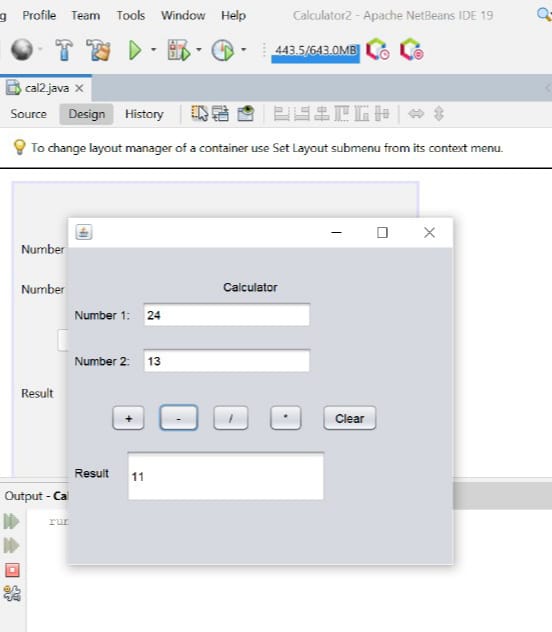 g Profile Team Tools Window Help Calculator2 - Apache NetBeans IDE 19
443.5/643.0MB
cal2.java
Source Design History
To change layout manager of a container use Set Layout submenu from its context menu.
Number
Number
Result
Calculator
Number 1: 24
Number 2: 13
+ - / * Clear
Result 11
Output - Cal
run